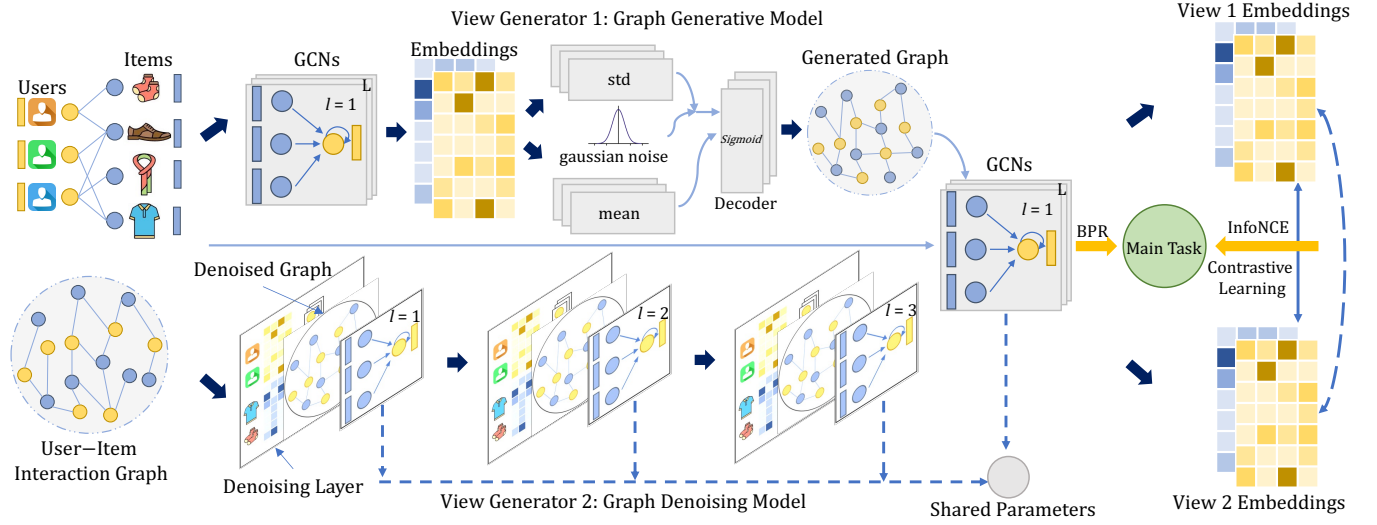 View Generator 1: Graph Generative Model
View 1 Embeddings
Users
Items
GCNs
L
l = 1
Embeddings
std
gaussian noise
mean
Sigmoid
Decoder
Generated Graph
GCNs
L
l = 1
BPR
Main Task
InfoNCE
Contrastive
Learning
Denoised Graph
l = 1
l = 2
l = 3
User−Item
Interaction Graph
Denoising Layer
View Generator 2: Graph Denoising Model
Shared Parameters
View 2 Embeddings